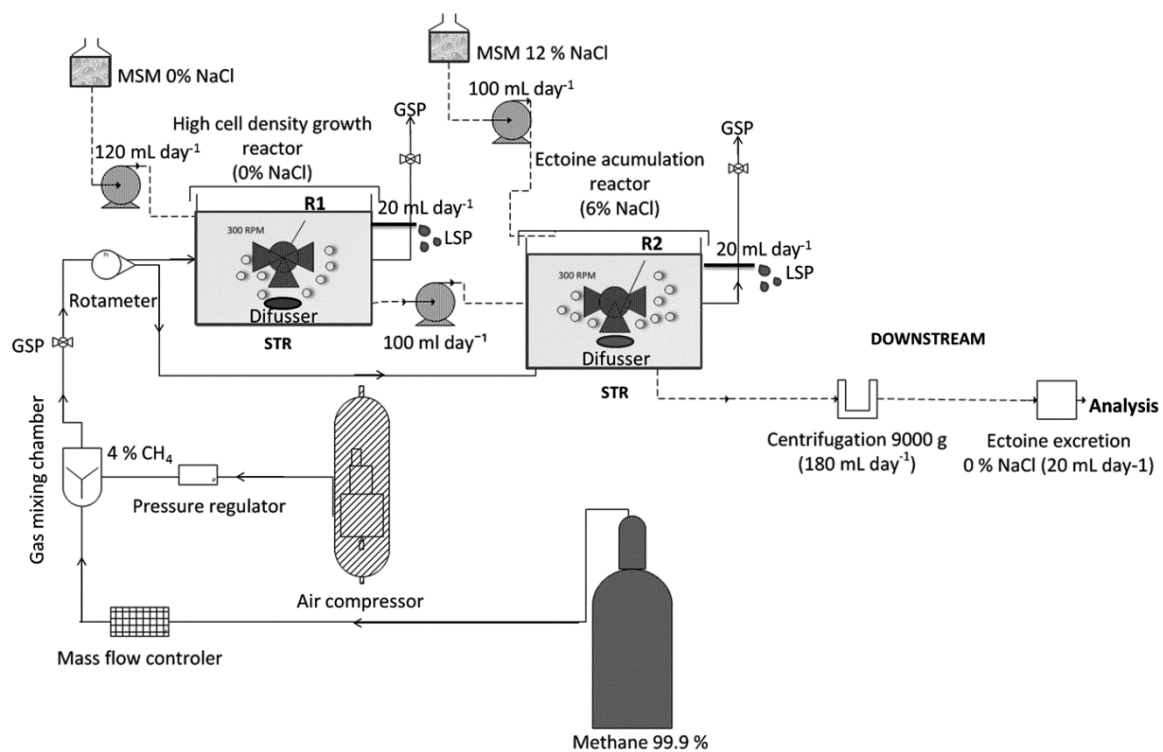 MSM 0% NaCl
MSM 12 % NaCl
120 mL day⁻¹
High cell density growth
reactor
(0% NaCl)
100 mL day⁻¹
GSP
Ectoine acumulation
reactor
(6% NaCl)
GSP
R1
300 RPM
20 mL day⁻¹
LSP
Difusser
STR
R2
300 RPM
20 mL day⁻¹
LSP
Difusser
STR
Rotameter
100 ml day⁻¹
GSP
DOWNSTREAM
Centrifugation 9000 g
(180 mL day⁻¹)
Ectoine excretion
0 % NaCl (20 mL day-1)
Analysis
Gas mixing chamber
4 % CH₄
Pressure regulator
Air compressor
Mass flow controler
Methane 99.9 %